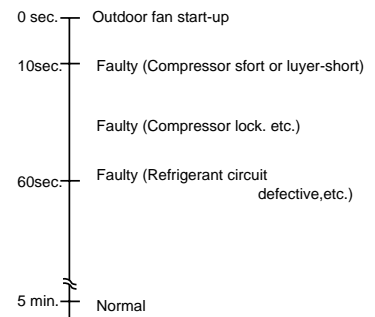 0 sec. Outdoor fan start-up
10sec. Faulty (Compressor sfort or luyer-short)
Faulty (Compressor lock. etc.)
60sec. Faulty (Refrigerant circuit
defective,etc.)
5 min. Normal